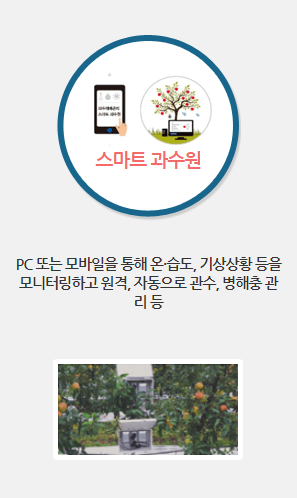 스마트 과수원
PC 또는 모바일을 통해 온·습도, 기상상황 등을
모니터링하고 원격, 자동으로 관수, 병해충 관
리 등